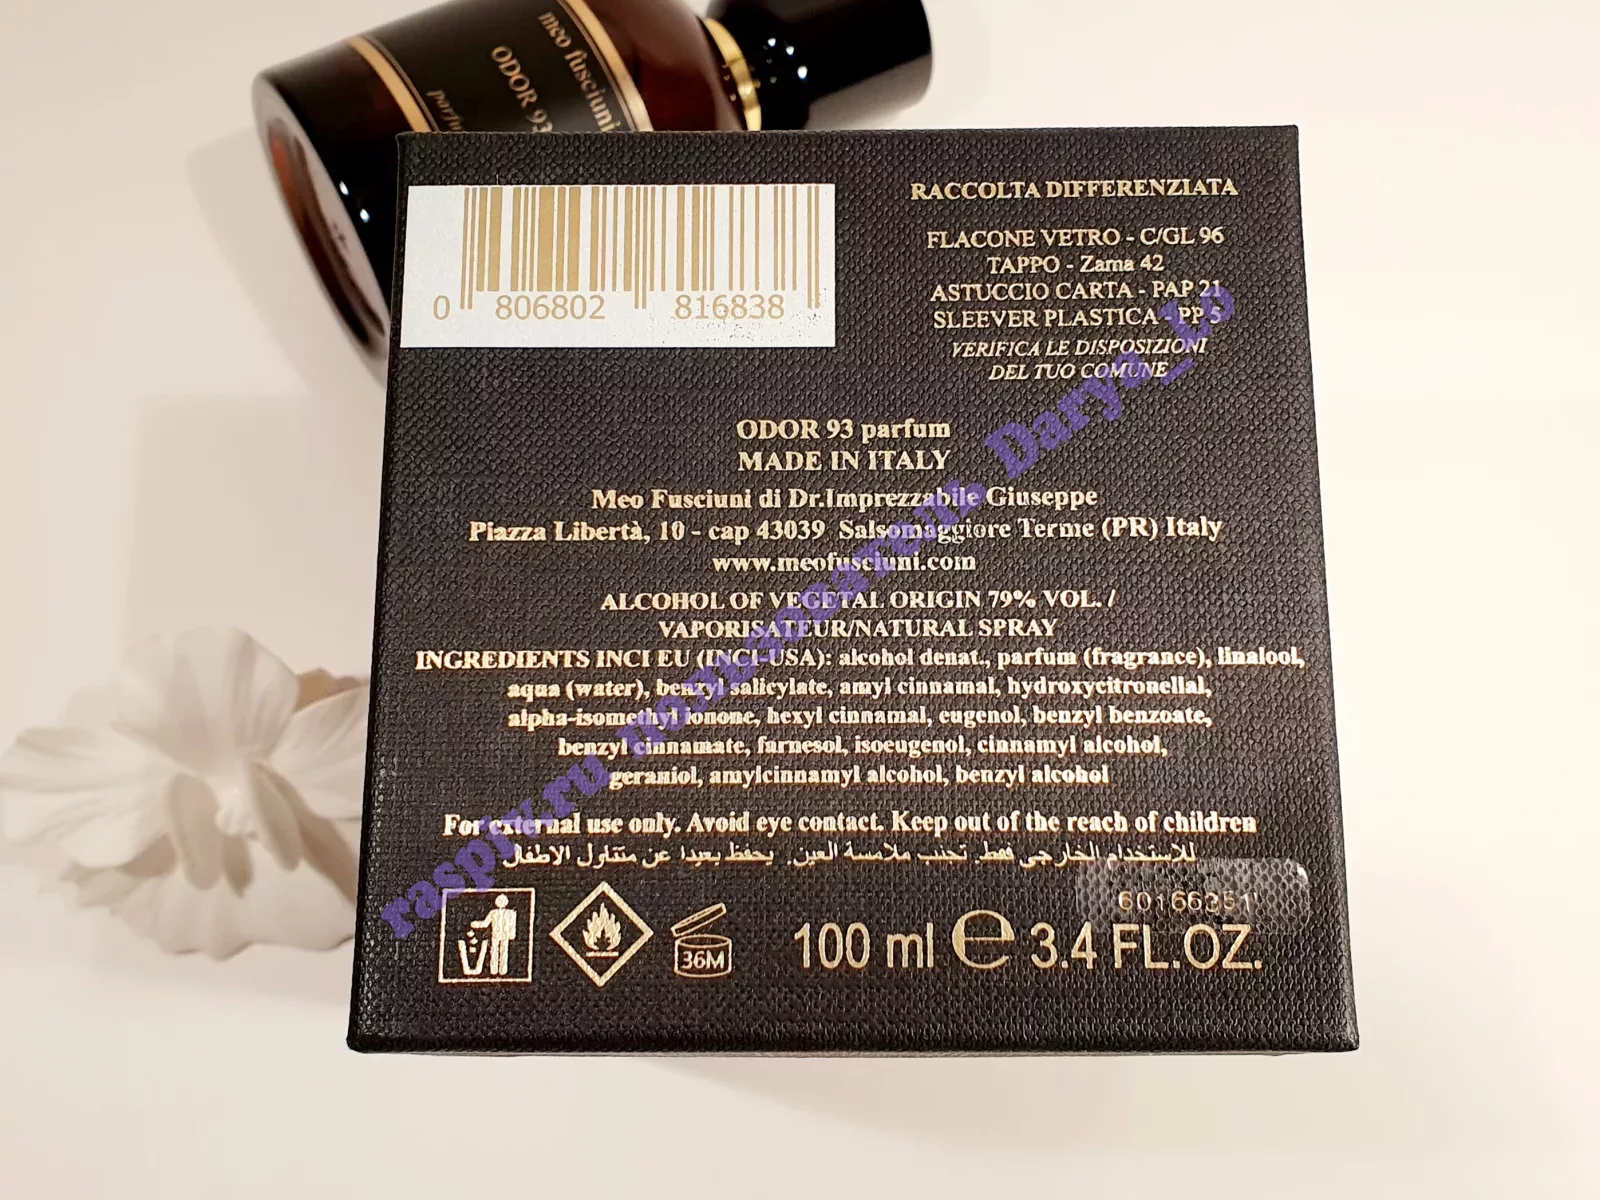 meo fusciuni
ODOR 93
parfu
0 806802 816838
RACCOLTA DIFFERENZIATA
FLACONE VETRO - C/GL 96
TAPPO - Zama 42
ASTUCCIO CARTA - PAP 21
SLEEVER PLASTICA - PP 5
VERIFICA LE DISPOSIZIONI
DEL TUO COMUNE
ODOR 93 parfum
MADE IN ITALY
Meo Fusciuni di Dr.Imprezzabile Giuseppe
Piazza Libertà, 10 - cap 43039 Salsomaggiore Terme (PR) Italy
www.meofusciuni.com
ALCOHOL OF VEGETAL ORIGIN 79% VOL. /
VAPORISATEUR/NATURAL SPRAY
INGREDIENTS INCI EU (INCI-USA): alcohol denat., parfum (fragrance), linalool,
aqua (water), benzyl salicylate, amyl cinnamal, hydroxycitronellal,
alpha-isomethyl ionone, hexyl cinnamal, eugenol, benzyl benzoate,
benzyl cinnamate, farnesol, isoeugenol, cinnamyl alcohol,
geraniol, amylcinnamyl alcohol, benzyl alcohol
For external use only. Avoid eye contact. Keep out of the reach of children
للاستخدام الخارجي فقط. تجنب ملامسة العين. يحفظ بعيدا عن متناول الاطفال
60166351
36M
100 ml e 3.4 FL.OZ.
raspiv.ru пользователь Darya_Lo